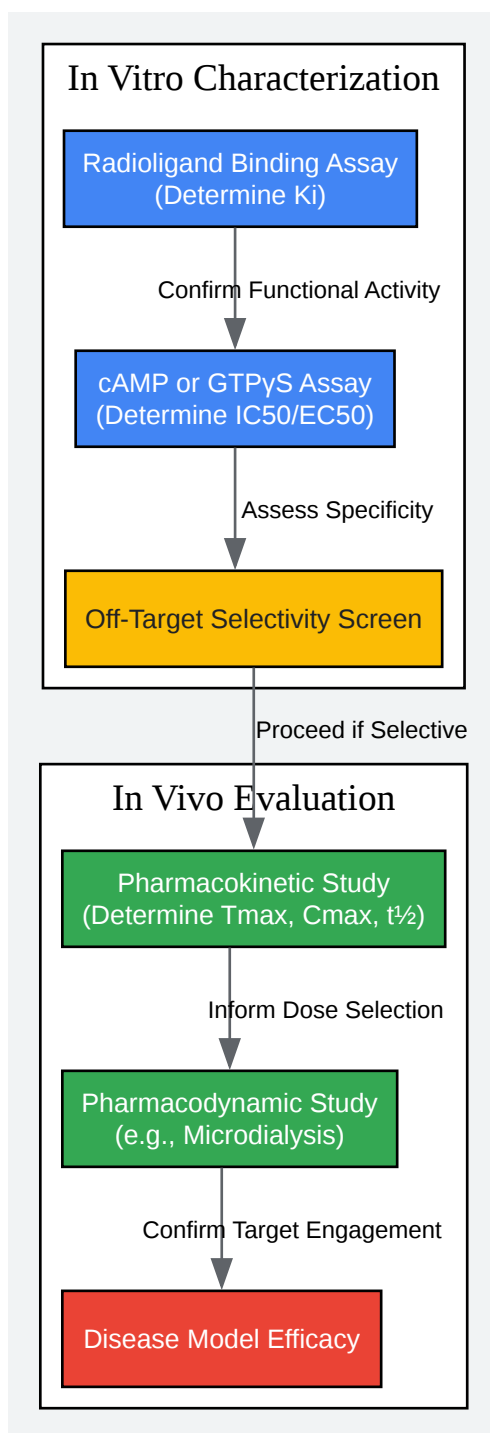 In Vitro Characterization
Radioligand Binding Assay
(Determine Ki)
Confirm Functional Activity
cAMP or GTPγS Assay
(Determine IC50/EC50)
Assess Specificity
Off-Target Selectivity Screen
Proceed if Selective
In Vivo Evaluation
Pharmacokinetic Study
(Determine Tmax, Cmax, t½)
Inform Dose Selection
Pharmacodynamic Study
(e.g., Microdialysis)
Confirm Target Engagement
Disease Model Efficacy